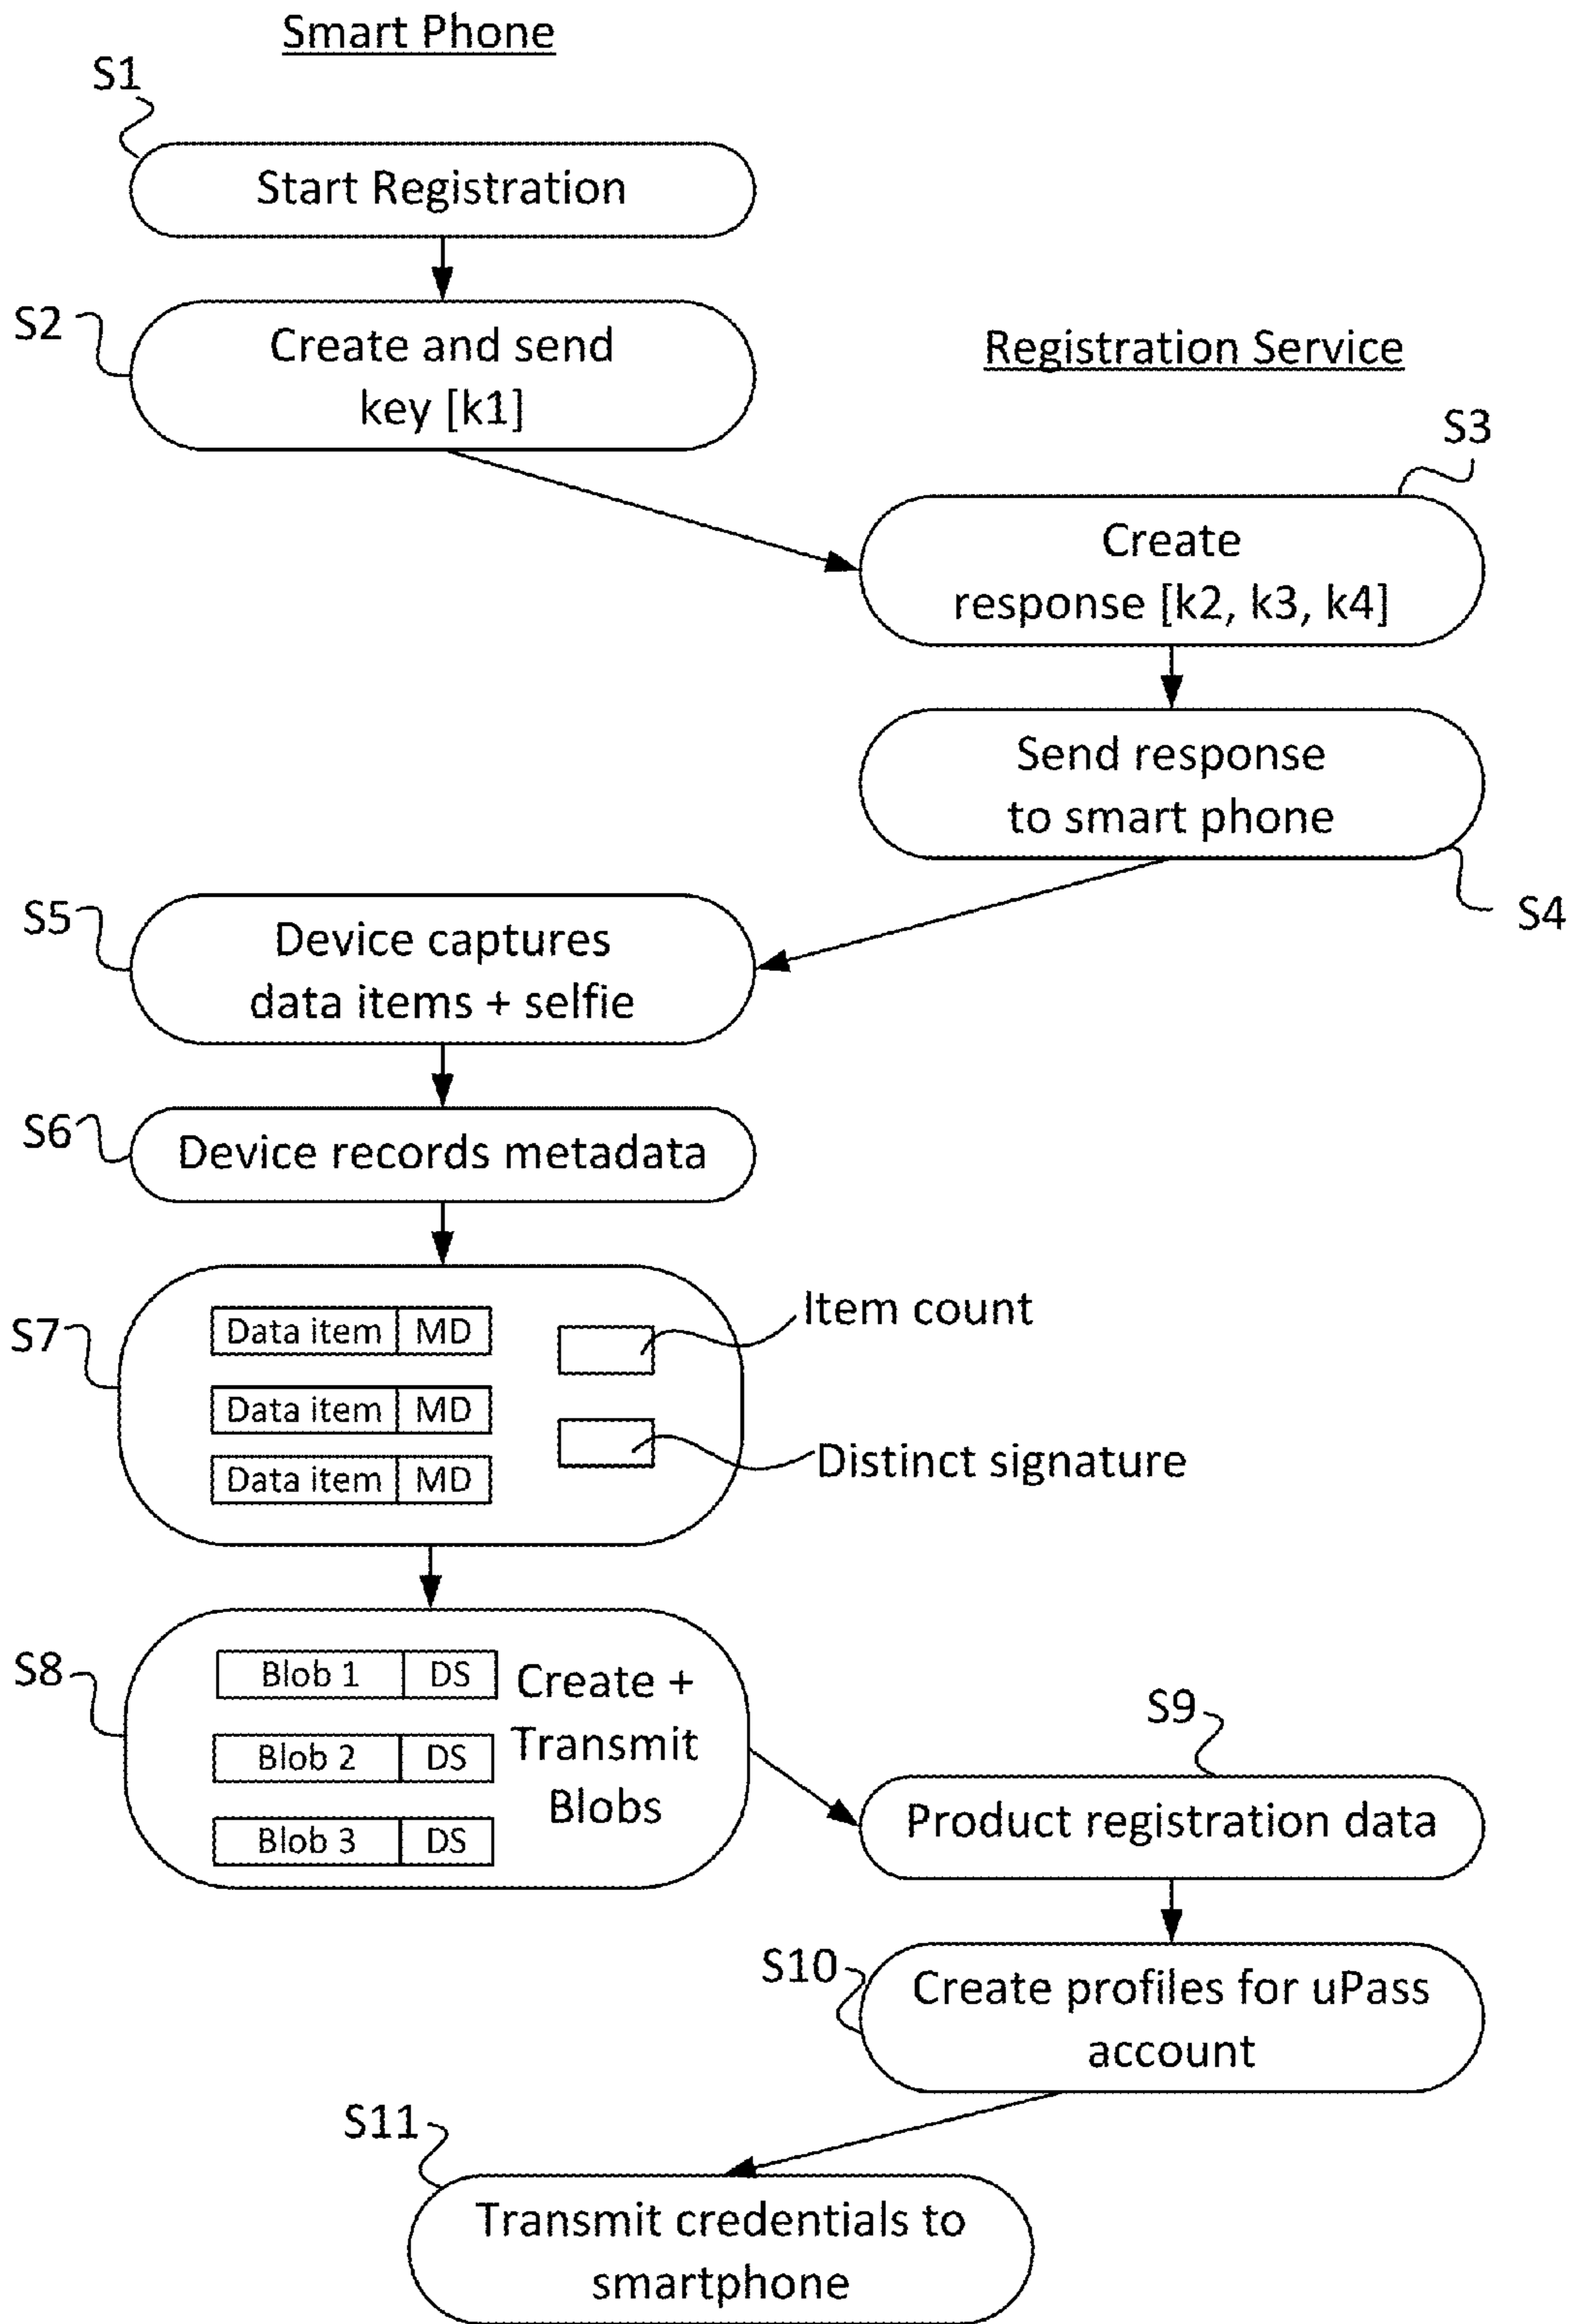 Smart Phone
S1
Start Registration
S2
Create and send
key [k1]
Registration Service
S3
Create
response [k2, k3, k4]
Send response
to smart phone
S4
S5
Device captures
data items + selfie
S6
Device records metadata
S7
Data item MD
Data item MD
Data item MD
Item count
Distinct signature
S8
Blob 1 DS
Blob 2 DS
Blob 3 DS
Create +
Transmit
Blobs
S9
Product registration data
S10
Create profiles for uPass
account
S11
Transmit credentials to
smartphone